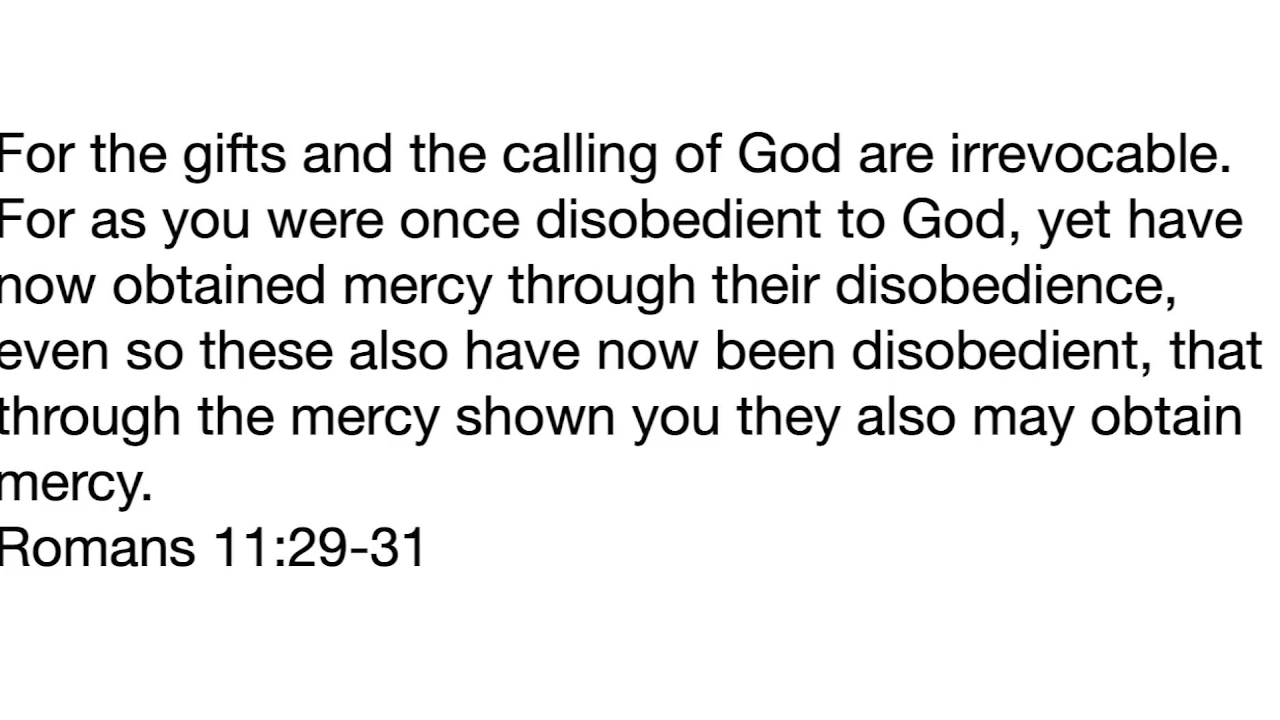 For the gifts and the calling of God are irrevocable.
For as you were once disobedient to God, yet have
now obtained mercy through their disobedience,
even so these also have now been disobedient, that
through the mercy shown you they also may obtain
mercy.
Romans 11:29-31